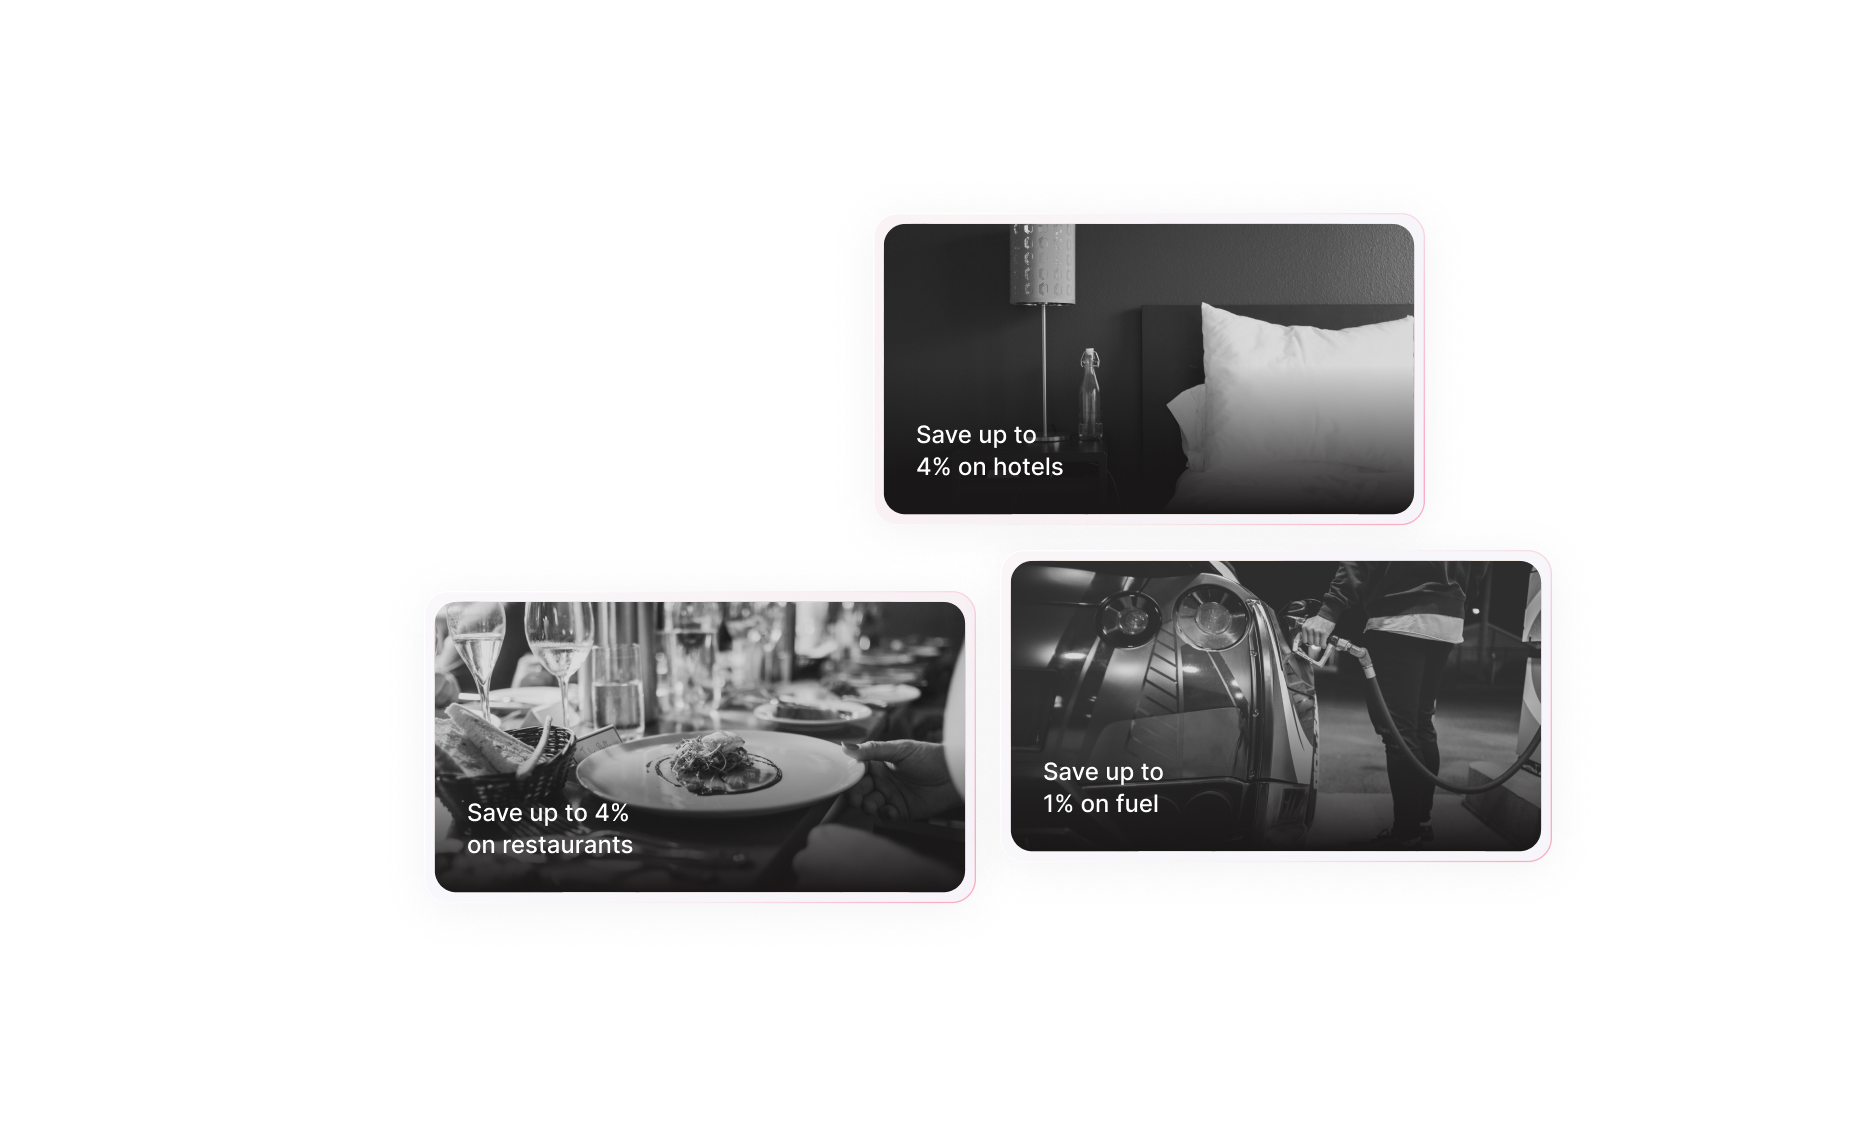 Save up to
4% on hotels
Save up to 4%
on restaurants
Save up to
1% on fuel